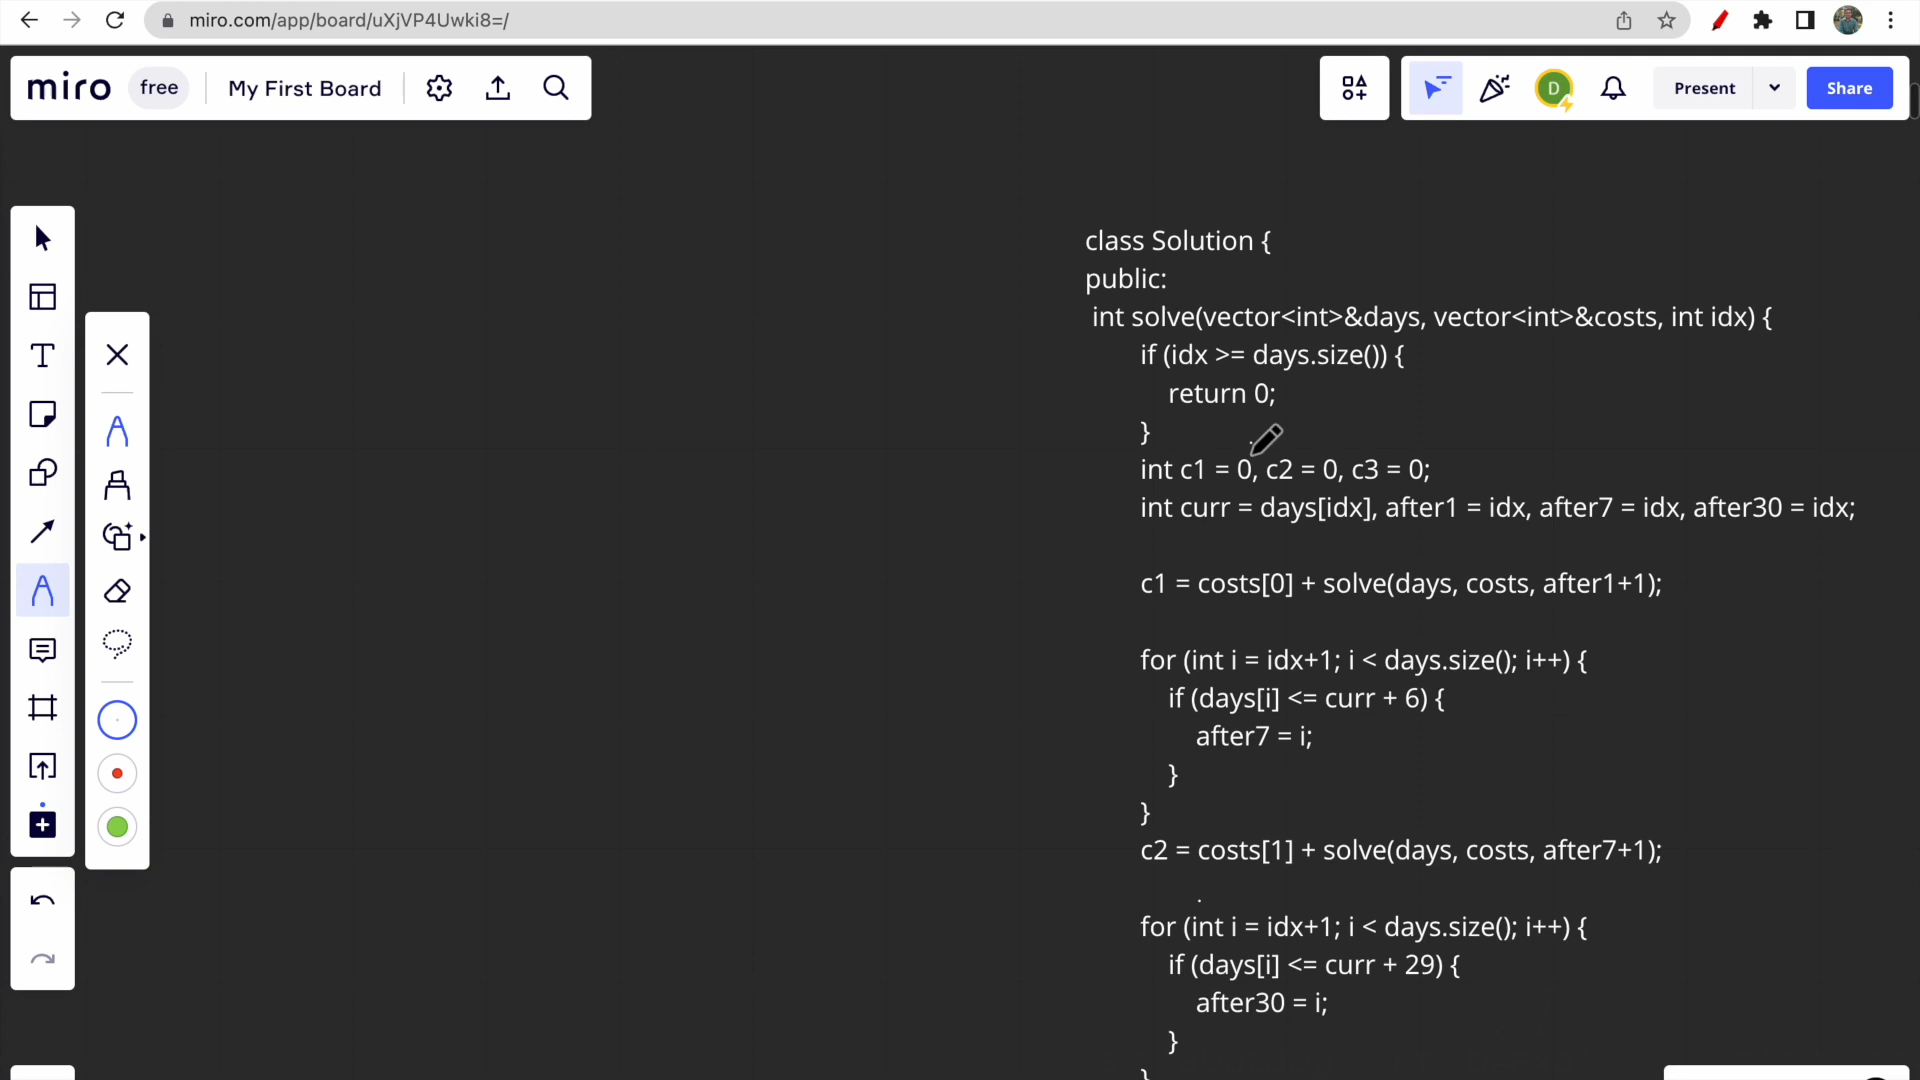 miro.com/app/board/uXjVP4Uwki8=/
miro free My First Board
D
Present
Share
class Solution {
public:
int solve(vector<int>&days, vector<int>&costs, int idx) {
if (idx >= days.size()) {
return 0;
}
int c1 = 0, c2 = 0, c3 = 0;
int curr = days[idx], after1 = idx, after7 = idx, after30 = idx;
c1 = costs[0] + solve(days, costs, after1+1);
for (int i = idx+1; i < days.size(); i++) {
if (days[i] <= curr + 6) {
after7 = i;
}
}
c2 = costs[1] + solve(days, costs, after7+1);
for (int i = idx+1; i < days.size(); i++) {
if (days[i] <= curr + 29) {
after30 = i;
}
}